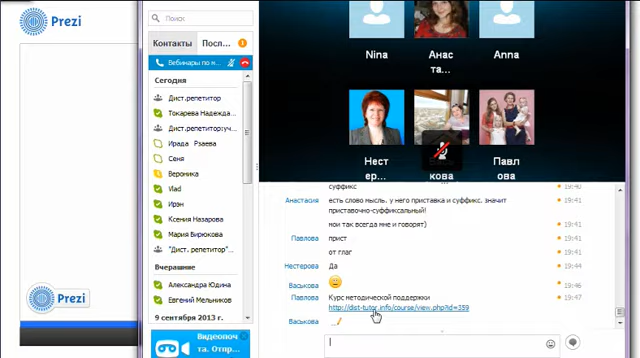 Prezi
Prezi
Поиск
Контакты
Посл...
1
Вебинары по м...
Сегодня
Дист.репетитор
Токарева Надежда...
Дист.репетитор:уч...
Ирада Рзаева
Сеня
Вероника
Vlad
Ирэн
Ксения Назарова
Мария Бирюкова
"Дист. репетитор"...
Вчерашние
Александра Юдина
Евгений Мельников
9 сентября 2013 г.
Видеопоч
та. Отпр...
Nina
Анас
та...
Anna
Нест
ер...
кова
Павл
ова
суффикс
19:40
Анастасия
есть слово мысль. у него приставка и суффикс. значит
приставочно-суффиксальный!
19:41
нои так всегда мне и говорят)
19:41
Павлова
прист
19:41
от глаг
19:41
Нестерова
Да
19:44
Васькова
19:46
Павлова
Курс методической поддержки
19:47
http://dist-tutor.info/course/view.php?id=359
Васькова